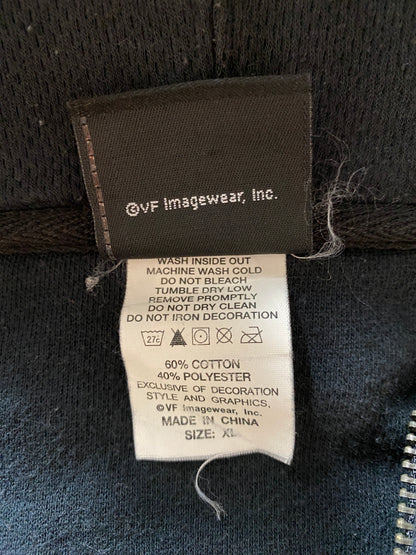 ©VF Imagewear, Inc.
WASH INSIDE OUT
MACHINE WASH COLD
DO NOT BLEACH
TUMBLE DRY LOW
REMOVE PROMPTLY
DO NOT DRY CLEAN
DO NOT IRON DECORATION
27c
60% COTTON
40% POLYESTER
EXCLUSIVE OF DECORATION
STYLE AND GRAPHICS.
©VF Imagewear, Inc.
MADE IN CHINA
SIZE: XL